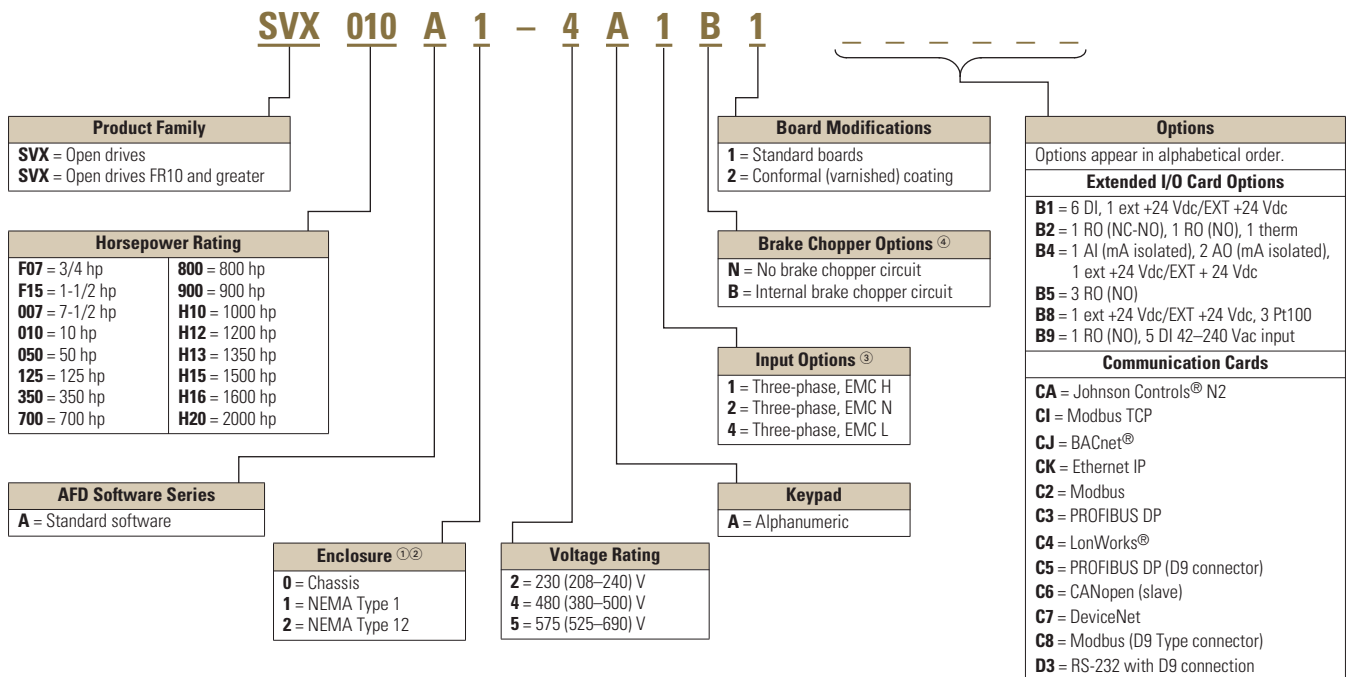 SVX 010 A 1 – 4 A 1 B 1 _ _ _ _ _ _
Product Family
SVX = Open drives
SVX = Open drives FR10 and greater
Horsepower Rating
F07 = 3/4 hp
F15 = 1-1/2 hp
007 = 7-1/2 hp
010 = 10 hp
050 = 50 hp
125 = 125 hp
350 = 350 hp
700 = 700 hp
800 = 800 hp
900 = 900 hp
H10 = 1000 hp
H12 = 1200 hp
H13 = 1350 hp
H15 = 1500 hp
H16 = 1600 hp
H20 = 2000 hp
AFD Software Series
A = Standard software
Enclosure ①②
0 = Chassis
1 = NEMA Type 1
2 = NEMA Type 12
Voltage Rating
2 = 230 (208–240) V
4 = 480 (380–500) V
5 = 575 (525–690) V
Board Modifications
1 = Standard boards
2 = Conformal (varnished) coating
Brake Chopper Options ④
N = No brake chopper circuit
B = Internal brake chopper circuit
Input Options ③
1 = Three-phase, EMC H
2 = Three-phase, EMC N
4 = Three-phase, EMC L
Keypad
A = Alphanumeric
Options
Options appear in alphabetical order.
Extended I/O Card Options
B1 = 6 DI, 1 ext +24 Vdc/EXT +24 Vdc
B2 = 1 RO (NC-NO), 1 RO (NO), 1 therm
B4 = 1 AI (mA isolated), 2 AO (mA isolated),
1 ext +24 Vdc/EXT + 24 Vdc
B5 = 3 RO (NO)
B8 = 1 ext +24 Vdc/EXT +24 Vdc, 3 Pt100
B9 = 1 RO (NO), 5 DI 42–240 Vac input
Communication Cards
CA = Johnson Controls® N2
CI = Modbus TCP
CJ = BACnet®
CK = Ethernet IP
C2 = Modbus
C3 = PROFIBUS DP
C4 = LonWorks®
C5 = PROFIBUS DP (D9 connector)
C6 = CANopen (slave)
C7 = DeviceNet
C8 = Modbus (D9 Type connector)
D3 = RS-232 with D9 connection